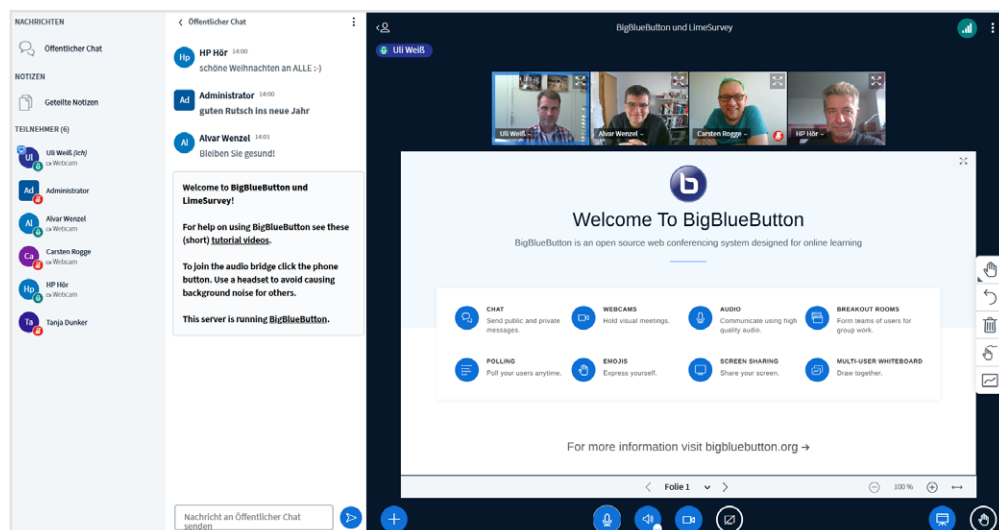 NACHRICHTEN
Öffentlicher Chat
NOTIZEN
Geteilte Notizen
TEILNEHMER (6)
Ul
Uli Weiß (Ich)
Webcam
Ad
Administrator
Al
Alvar Wenzel
Webcam
Ca
Carsten Rogge
Webcam
Hp
HP Hör
Webcam
Ta
Tanja Dunker
Öffentlicher Chat
Hp
HP Hör 14:00
schöne Weihnachten an ALLE ;-)
Ad
Administrator 14:00
guten Rutsch ins neue Jahr
Al
Alvar Wenzel 14:01
Bleiben Sie gesund!
Welcome to BigBlueButton und
LimeSurvey!
For help on using BigBlueButton see these
(short) tutorial videos.
To join the audio bridge click the phone
button. Use a headset to avoid causing
background noise for others.
This server is running BigBlueButton.
Nachricht an Öffentlicher Chat
senden
BigBlueButton und LimeSurvey
Uli Weiß
Uli Weiß
Alvar Wenzel
Carsten Rogge
HP Hör
b
Welcome To BigBlueButton
BigBlueButton is an open source web conferencing system designed for online learning
CHAT
Send public and private
messages.
WEBCAMS
Hold visual meetings.
AUDIO
Communicate using high
quality audio.
BREAKOUT ROOMS
Form teams of users for
group work.
POLLING
Poll your users anytime.
EMOJIS
Express yourself.
SCREEN SHARING
Share your screen.
MULTI-USER WHITEBOARD
Draw together.
For more information visit bigbluebutton.org →
Folie 1
100 %